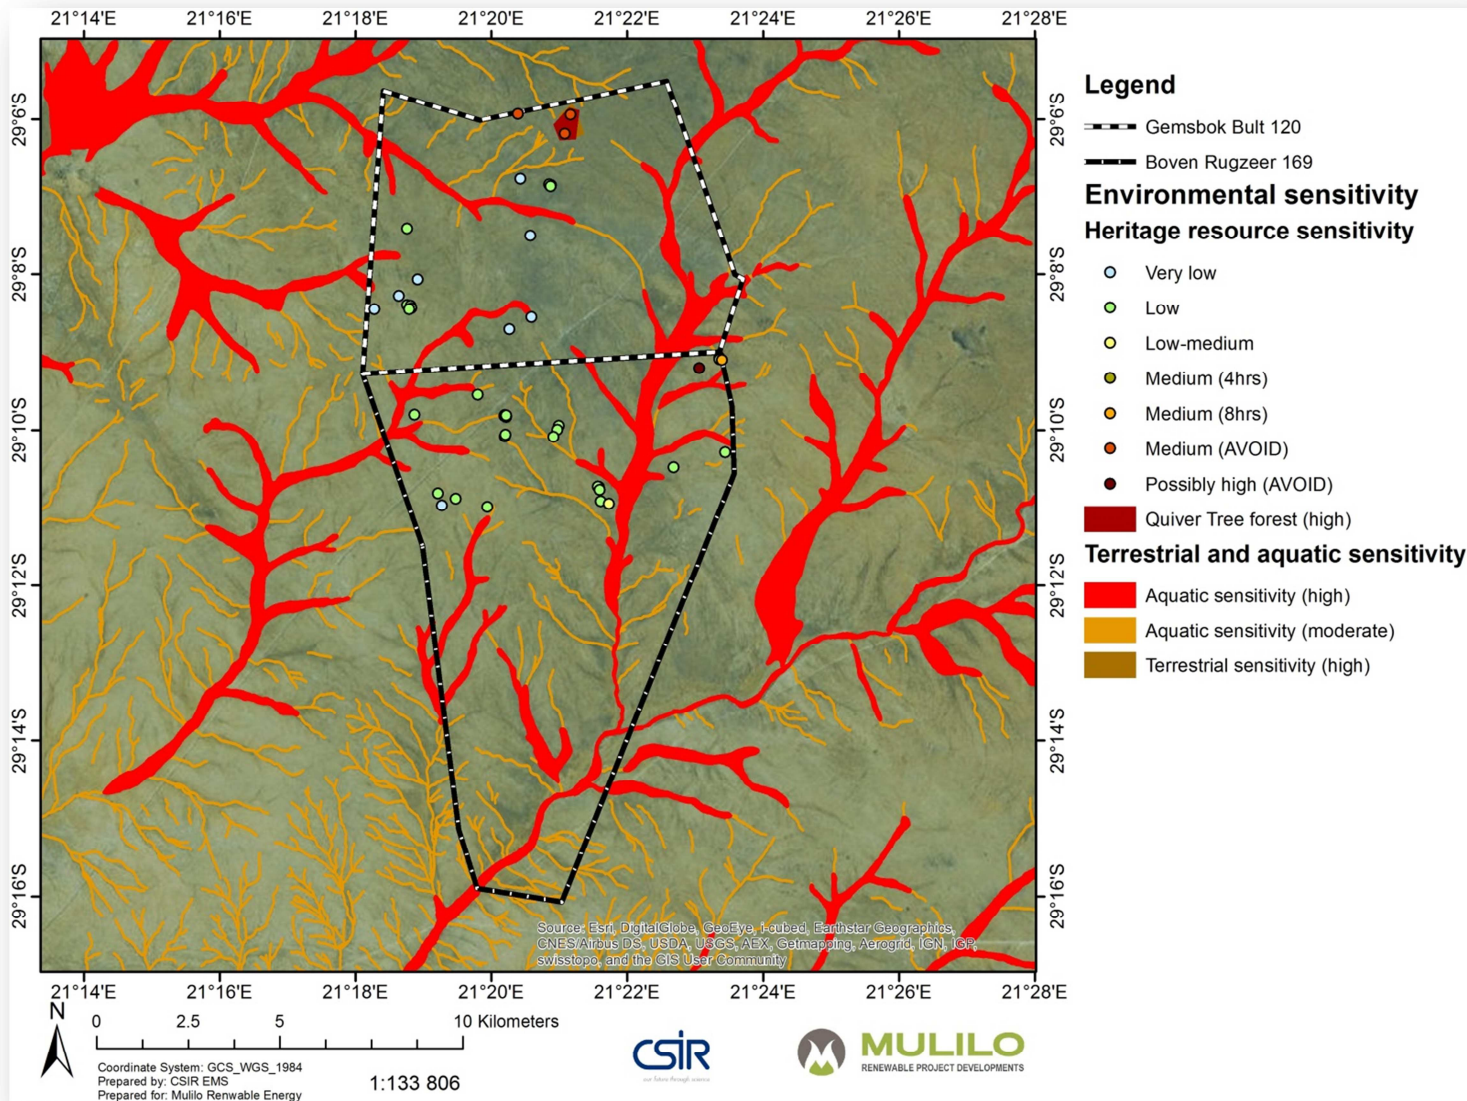 21°14'E 21°16'E 21°18'E 21°20'E 21°22'E 21°24'E 21°26'E 21°28'E
29°6'S 29°6'S
29°8'S 29°8'S
29°10'S 29°10'S
29°12'S 29°12'S
29°14'S 29°14'S
29°16'S 29°16'S
Legend
Gemsbok Bult 120
Boven Rugzeer 169
Environmental sensitivity
Heritage resource sensitivity
Very low
Low
Low-medium
Medium (4hrs)
Medium (8hrs)
Medium (AVOID)
Possibly high (AVOID)
Quiver Tree forest (high)
Terrestrial and aquatic sensitivity
Aquatic sensitivity (high)
Aquatic sensitivity (moderate)
Terrestrial sensitivity (high)
Source: Esri, DigitalGlobe, GeoEye, i-cubed, Earthstar Geographics,
CNES/Airbus DS, USDA, USGS, AEX, Getmapping, Aerogrid, IGN, IGP,
swisstopo, and the GIS User Community
21°14'E 21°16'E 21°18'E 21°20'E 21°22'E 21°24'E 21°26'E 21°28'E
N
0 2.5 5 10 Kilometers
Coordinate System: GCS_WGS_1984
Prepared by: CSIR EMS
Prepared for: Mulilo Renwable Energy
1:133 806
CSIR
our future through science
MULILO
RENEWABLE PROJECT DEVELOPMENTS